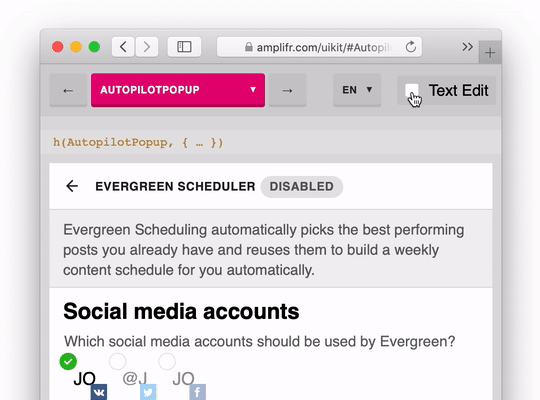 amplifr.com/uikit/#Autopil
← AUTOPILOTPOPUP → EN Text Edit
h(AutopilotPopup, { … })
← EVERGREEN SCHEDULER DISABLED
Evergreen Scheduling automatically picks the best performing
posts you already have and reuses them to build a weekly
content schedule for you automatically.
Social media accounts
Which social media accounts should be used by Evergreen?
JO @J JO